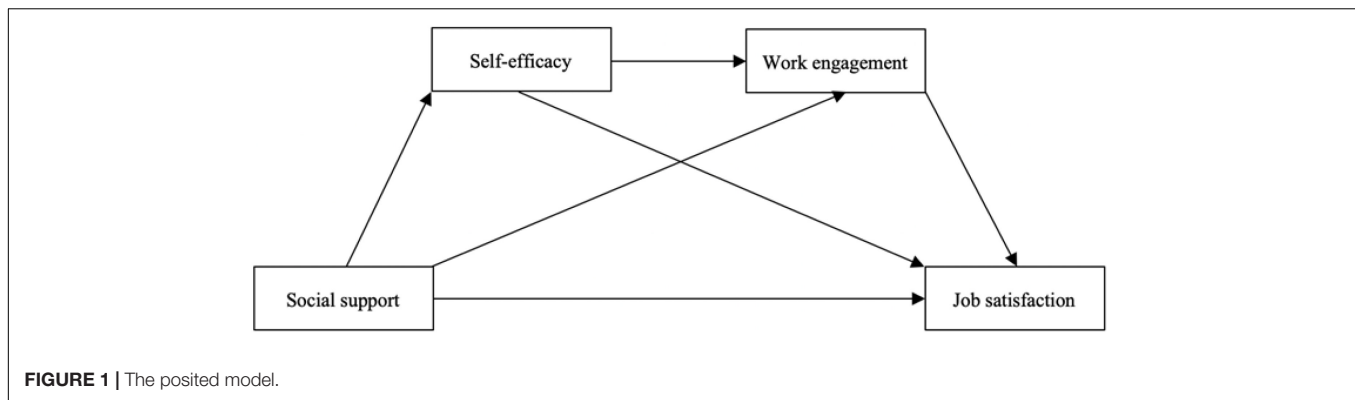 Self-efficacy
Work engagement
Social support
Job satisfaction
FIGURE 1 | The posited model.